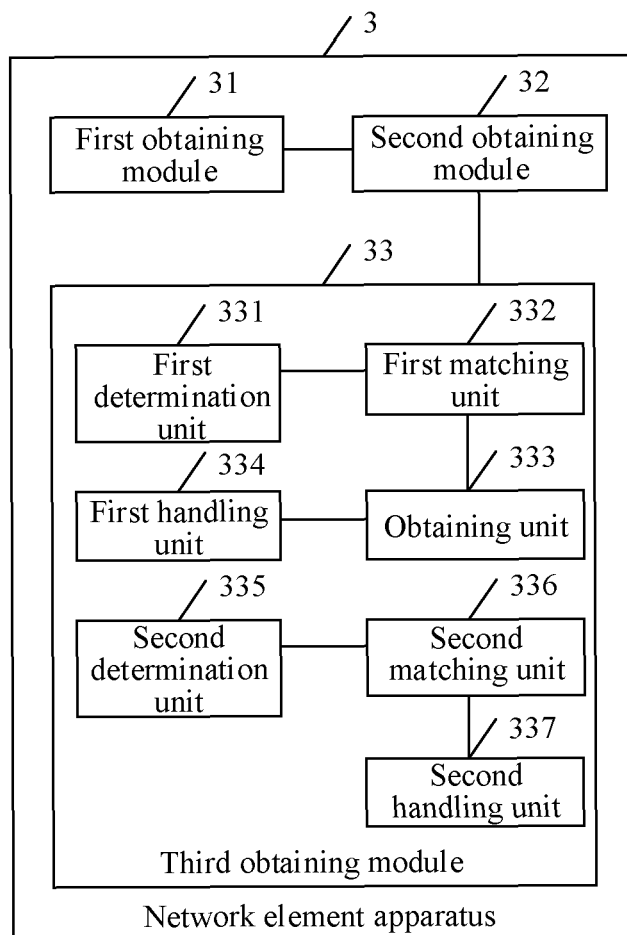 3
31
32
First obtaining
module
Second obtaining
module
33
331
332
First
determination
unit
First matching
unit
334
333
First handling
unit
Obtaining unit
335
336
Second
determination
unit
Second
matching unit
337
Second
handling unit
Third obtaining module
Network element apparatus